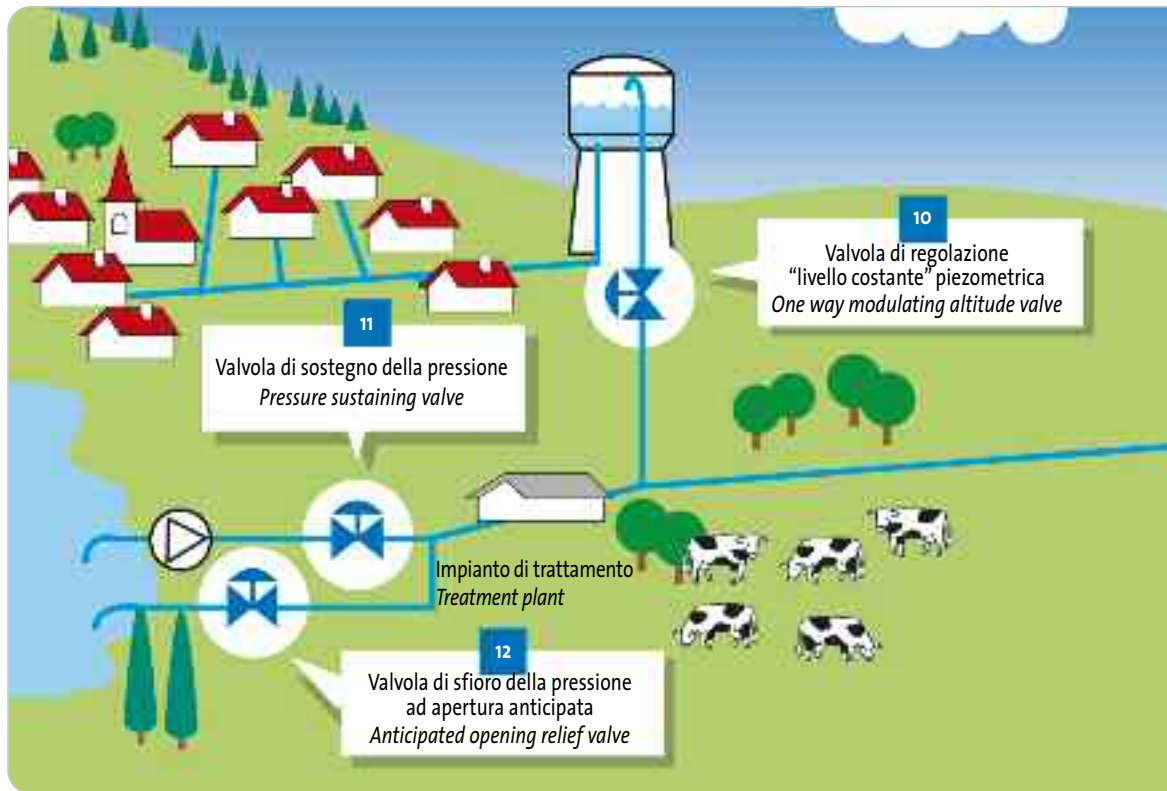 10
Valvola di regolazione
“livello costante” piezometrica
One way modulating altitude valve
11
Valvola di sostegno della pressione
Pressure sustaining valve
Impianto di trattamento
Treatment plant
12
Valvola di sfioro della pressione
ad apertura anticipata
Anticipated opening relief valve